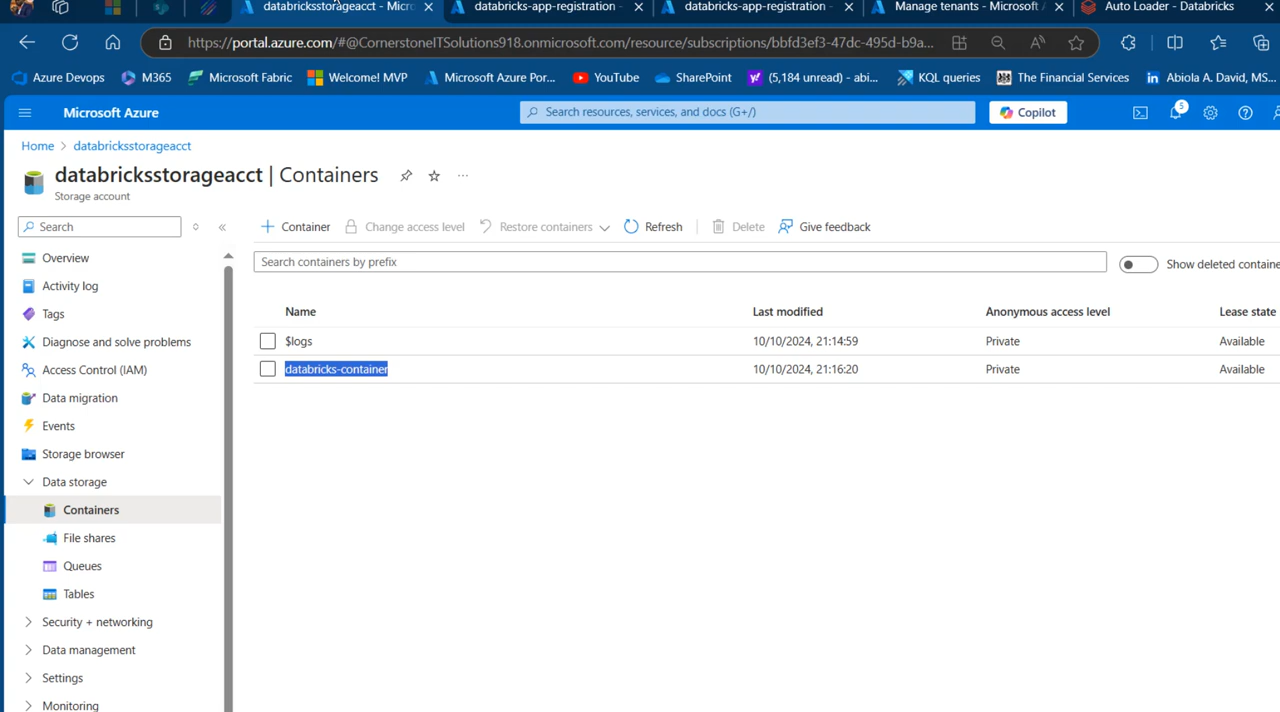 databricksstorageacct - Micr
databricks-app-registration -
databricks-app-registration -
Manage tenants - Microsoft
Auto Loader - Databricks
https://portal.azure.com/#@CornerstoneITSolutions918.onmicrosoft.com/resource/subscriptions/bbfd3ef3-47dc-495d-b9a...
Azure Devops
M365
Microsoft Fabric
Welcome! MVP
Microsoft Azure Por...
YouTube
SharePoint
(5,184 unread) - abi...
KQL queries
The Financial Services
Abiola A. David, MS...
Microsoft Azure
Search resources, services, and docs (G+/)
Copilot
5
Home > databricksstorageacct
databricksstorageacct | Containers
Storage account
Search
Container
Change access level
Restore containers
Refresh
Delete
Give feedback
Search containers by prefix
Show deleted containe
Overview
Activity log
Tags
Diagnose and solve problems
Access Control (IAM)
Data migration
Events
Storage browser
Data storage
Containers
File shares
Queues
Tables
Security + networking
Data management
Settings
Monitoring
Name Last modified Anonymous access level Lease state
$logs 10/10/2024, 21:14:59 Private Available
databricks-container 10/10/2024, 21:16:20 Private Available